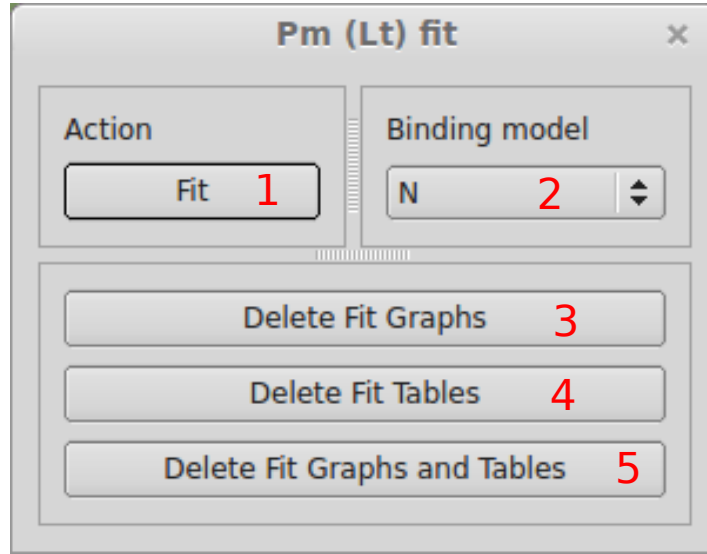 Pm (Lt) fit
Action
Fit 1
Binding model
N 2
Delete Fit Graphs 3
Delete Fit Tables 4
Delete Fit Graphs and Tables 5